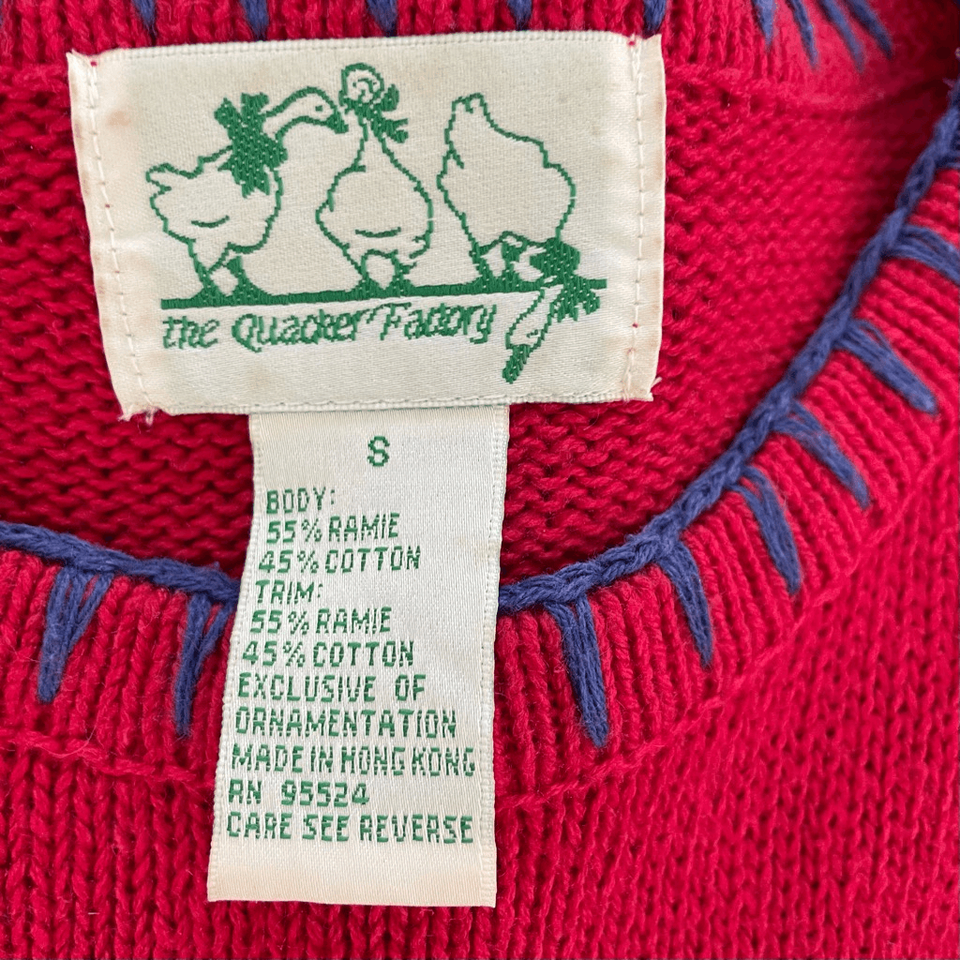 the Quacker Factory
S
BODY:
55% RAMIE
45% COTTON
TRIM:
55% RAMIE
45% COTTON
EXCLUSIVE OF
ORNAMENTATION
MADE IN HONG KONG
RN 95524
CARE SEE REVERSE